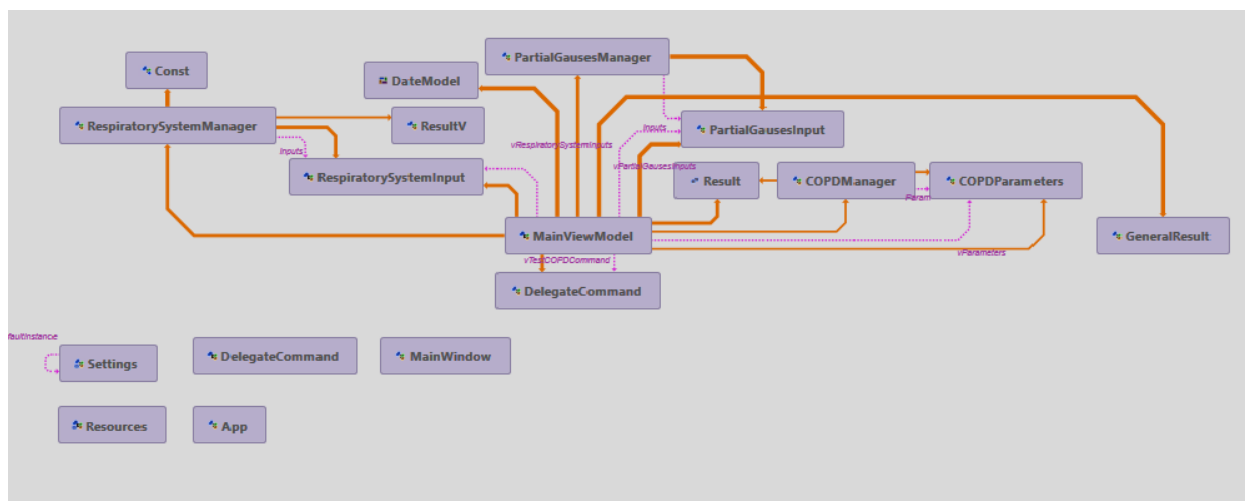 PartialGausesManager
Const
DateModel
RespiratorySystemManager
ResultV
Inputs
PartialGausesInput
vRespiratorySystemInputs
Inputs
vPartialGausesInputs
RespiratorySystemInput
Result
COPDManager
COPDParameters
Param
MainViewModel
GeneralResult
vTestCOPDCommand
vParameters
DelegateCommand
faultInstance
Settings
DelegateCommand
MainWindow
Resources
App